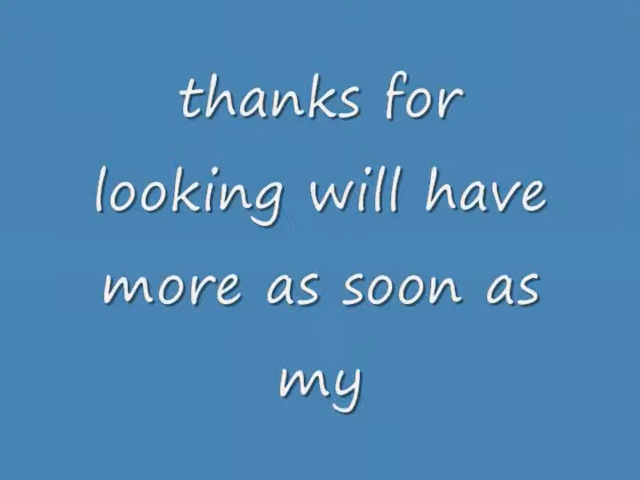 thanks for
looking will have
more as soon as
my